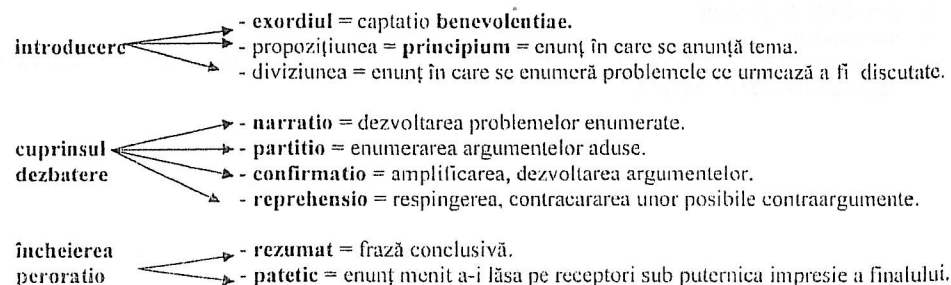 - exordiul = captatio benevolentiae.
introducere - propozițiunea = principium = enunț în care se anunță tema.
- diviziunea = enunț în care se enumeră problemele ce urmează a fi discutate.
- narratio = dezvoltarea problemelor enumerate.
cuprinsul - partitio = enumerarea argumentelor aduse.
dezbatere - confirmatio = amplificarea, dezvoltarea argumentelor.
- reprehensio = respingerea, contracararea unor posibile contraargumente.
încheierea - rezumat = frază conclusivă.
peroratio - patetic = enunț menit a-i lăsa pe receptori sub puternica impresie a finalului.